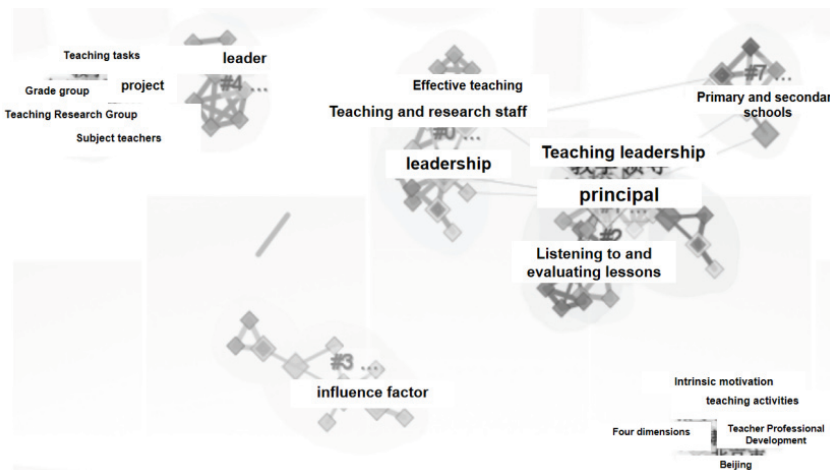 Teaching tasks
leader
project
#4 ...
Grade group
Teaching Research Group
Subject teachers
Effective teaching
Teaching and research staff
#0 ...
leadership
#7 ...
Primary and secondar
schools
Teaching leadership
principal
#2
Listening to and
evaluating lessons
#3 ...
influence factor
Intrinsic motivation
teaching activities
Four dimensions
Teacher Professional
Development
Beijing